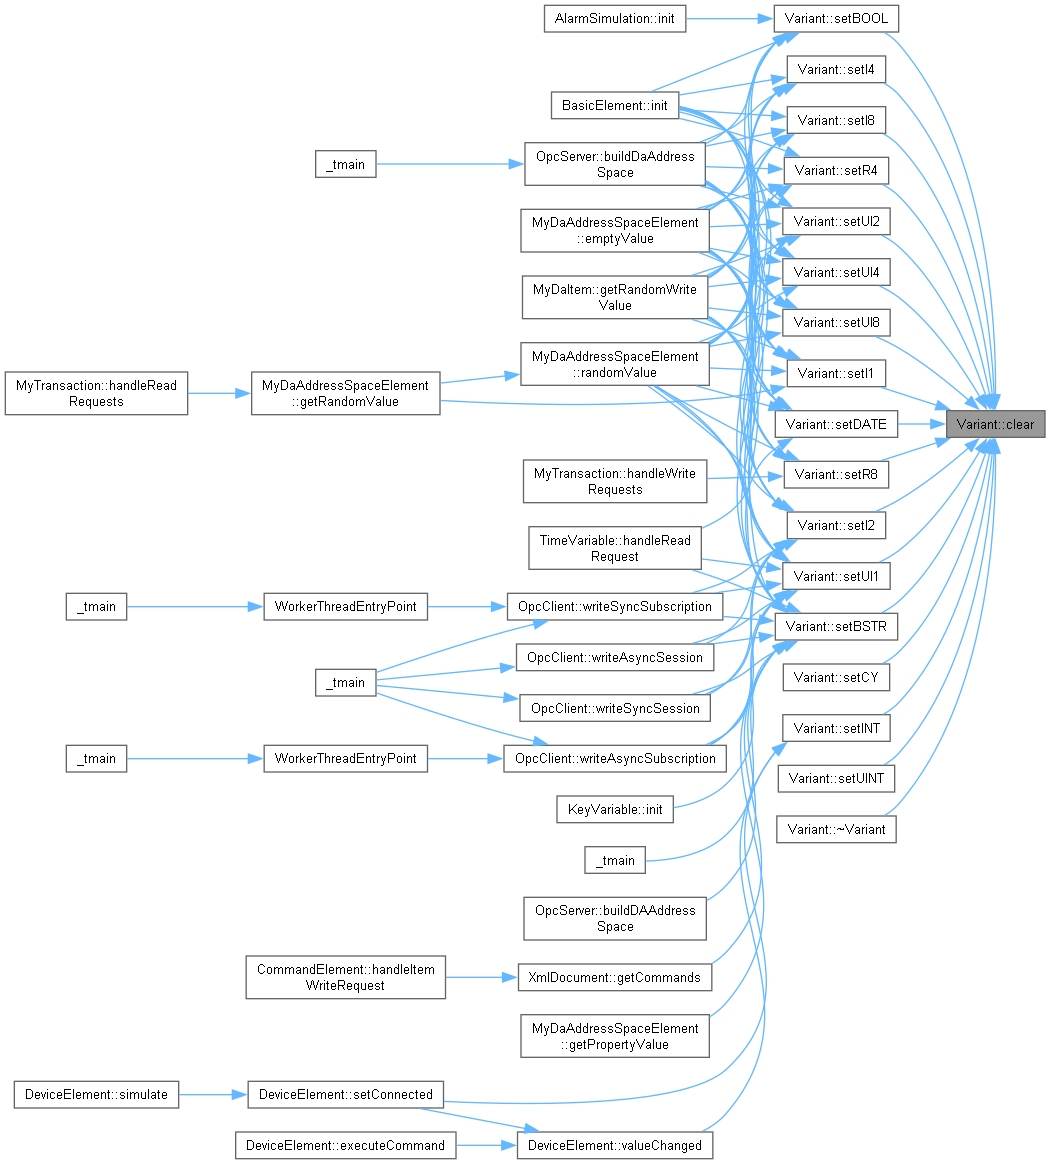 AlarmSimulation::init
Variant::setBOOL
Variant::setI4
BasicElement::init
Variant::setI8
_tmain
OpcServer::buildDaAddress
Space
Variant::setR4
MyDaAddressSpaceElement
::emptyValue
Variant::setUI2
Variant::setUI4
MyDaItem::getRandomWrite
Value
Variant::setUI8
MyTransaction::handleRead
Requests
MyDaAddressSpaceElement
::getRandomValue
MyDaAddressSpaceElement
::randomValue
Variant::setI1
Variant::setDATE
Variant::clear
MyTransaction::handleWrite
Requests
Variant::setR8
Variant::setI2
TimeVariable::handleRead
Request
Variant::setUI1
_tmain
WorkerThreadEntryPoint
OpcClient::writeSyncSubscription
Variant::setBSTR
OpcClient::writeAsyncSession
_tmain
Variant::setCY
OpcClient::writeSyncSession
Variant::setINT
_tmain
WorkerThreadEntryPoint
OpcClient::writeAsyncSubscription
Variant::setUINT
KeyVariable::init
Variant::~Variant
_tmain
OpcServer::buildDAAddress
Space
CommandElement::handleItem
WriteRequest
XmlDocument::getCommands
MyDaAddressSpaceElement
::getPropertyValue
DeviceElement::simulate
DeviceElement::setConnected
DeviceElement::executeCommand
DeviceElement::valueChanged